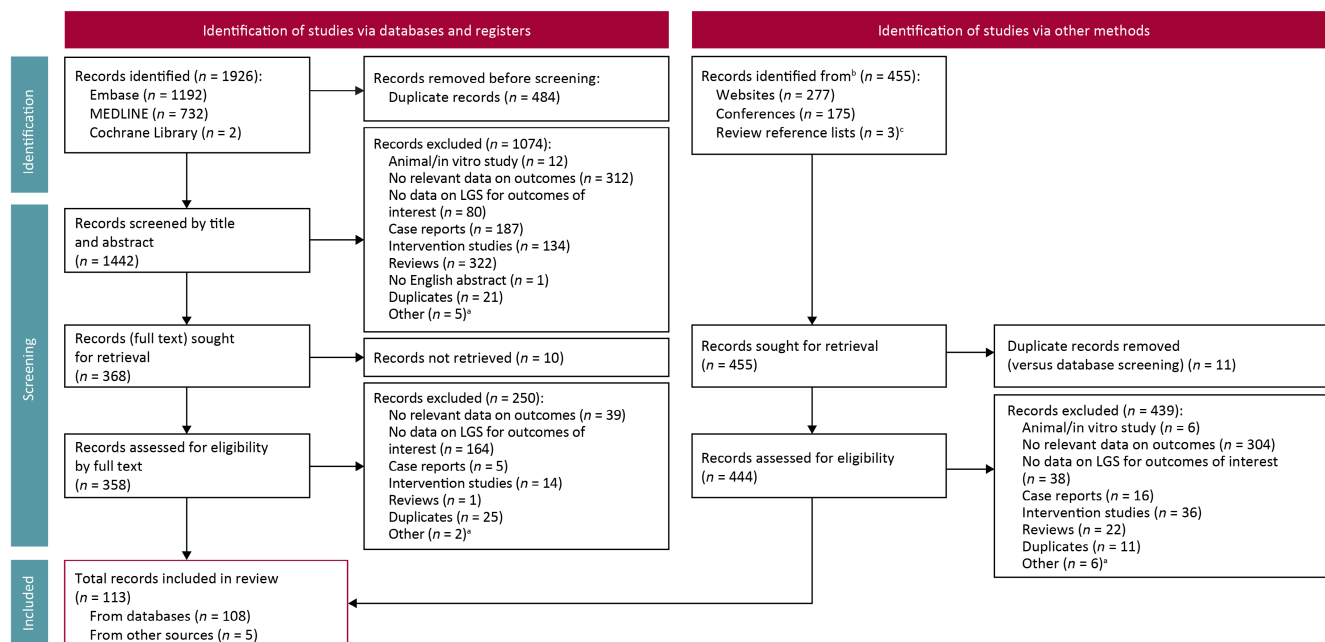 Identification of studies via databases and registers
Identification of studies via other methods
Identification
Records identified (n = 1926):
Embase (n = 1192)
MEDLINE (n = 732)
Cochrane Library (n = 2)
Records removed before screening:
Duplicate records (n = 484)
Records identified fromᵇ (n = 455):
Websites (n = 277)
Conferences (n = 175)
Review reference lists (n = 3)ᶜ
Records excluded (n = 1074):
Animal/in vitro study (n = 12)
No relevant data on outcomes (n = 312)
No data on LGS for outcomes of
interest (n = 80)
Case reports (n = 187)
Intervention studies (n = 134)
Reviews (n = 322)
No English abstract (n = 1)
Duplicates (n = 21)
Other (n = 5)ᵃ
Screening
Records screened by title
and abstract
(n = 1442)
Records (full text) sought
for retrieval
(n = 368)
Records not retrieved (n = 10)
Records sought for retrieval
(n = 455)
Duplicate records removed
(versus database screening) (n = 11)
Records assessed for eligibility
by full text
(n = 358)
Records excluded (n = 250):
No relevant data on outcomes (n = 39)
No data on LGS for outcomes of
interest (n = 164)
Case reports (n = 5)
Intervention studies (n = 14)
Reviews (n = 1)
Duplicates (n = 25)
Other (n = 2)ᵃ
Records assessed for eligibility
(n = 444)
Records excluded (n = 439):
Animal/in vitro study (n = 6)
No relevant data on outcomes (n = 304)
No data on LGS for outcomes of interest
(n = 38)
Case reports (n = 16)
Intervention studies (n = 36)
Reviews (n = 22)
Duplicates (n = 11)
Other (n = 6)ᵃ
Included
Total records included in review
(n = 113)
From databases (n = 108)
From other sources (n = 5)